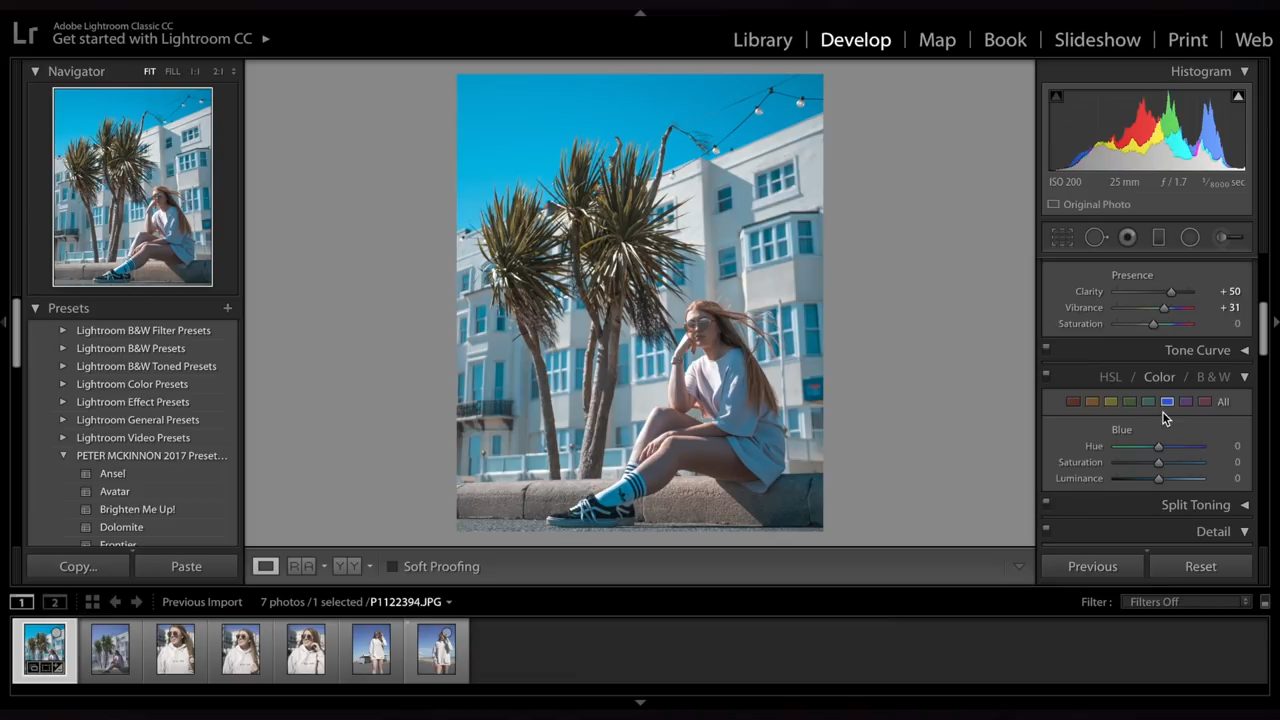 Lr
Adobe Lightroom Classic CC
Get started with Lightroom CC
Library | Develop | Map | Book | Slideshow | Print | Web
Navigator FIT FILL 1:1 2:1
Presets +
Lightroom B&W Filter Presets
Lightroom B&W Presets
Lightroom B&W Toned Presets
Lightroom Color Presets
Lightroom Effect Presets
Lightroom General Presets
Lightroom Video Presets
PETER MCKINNON 2017 Preset...
Ansel
Avatar
Brighten Me Up!
Dolomite
Frontier
Copy... Paste
Histogram
ISO 200 25 mm ƒ / 1.7 1/8000 sec
Original Photo
Presence
Clarity + 50
Vibrance + 31
Saturation 0
Tone Curve
HSL / Color / B & W
All
Blue
Hue 0
Saturation 0
Luminance 0
Split Toning
Detail
Previous Reset
R A Y Y Soft Proofing
1 2 Previous Import 7 photos / 1 selected / P1122394.JPG Filter : Filters Off